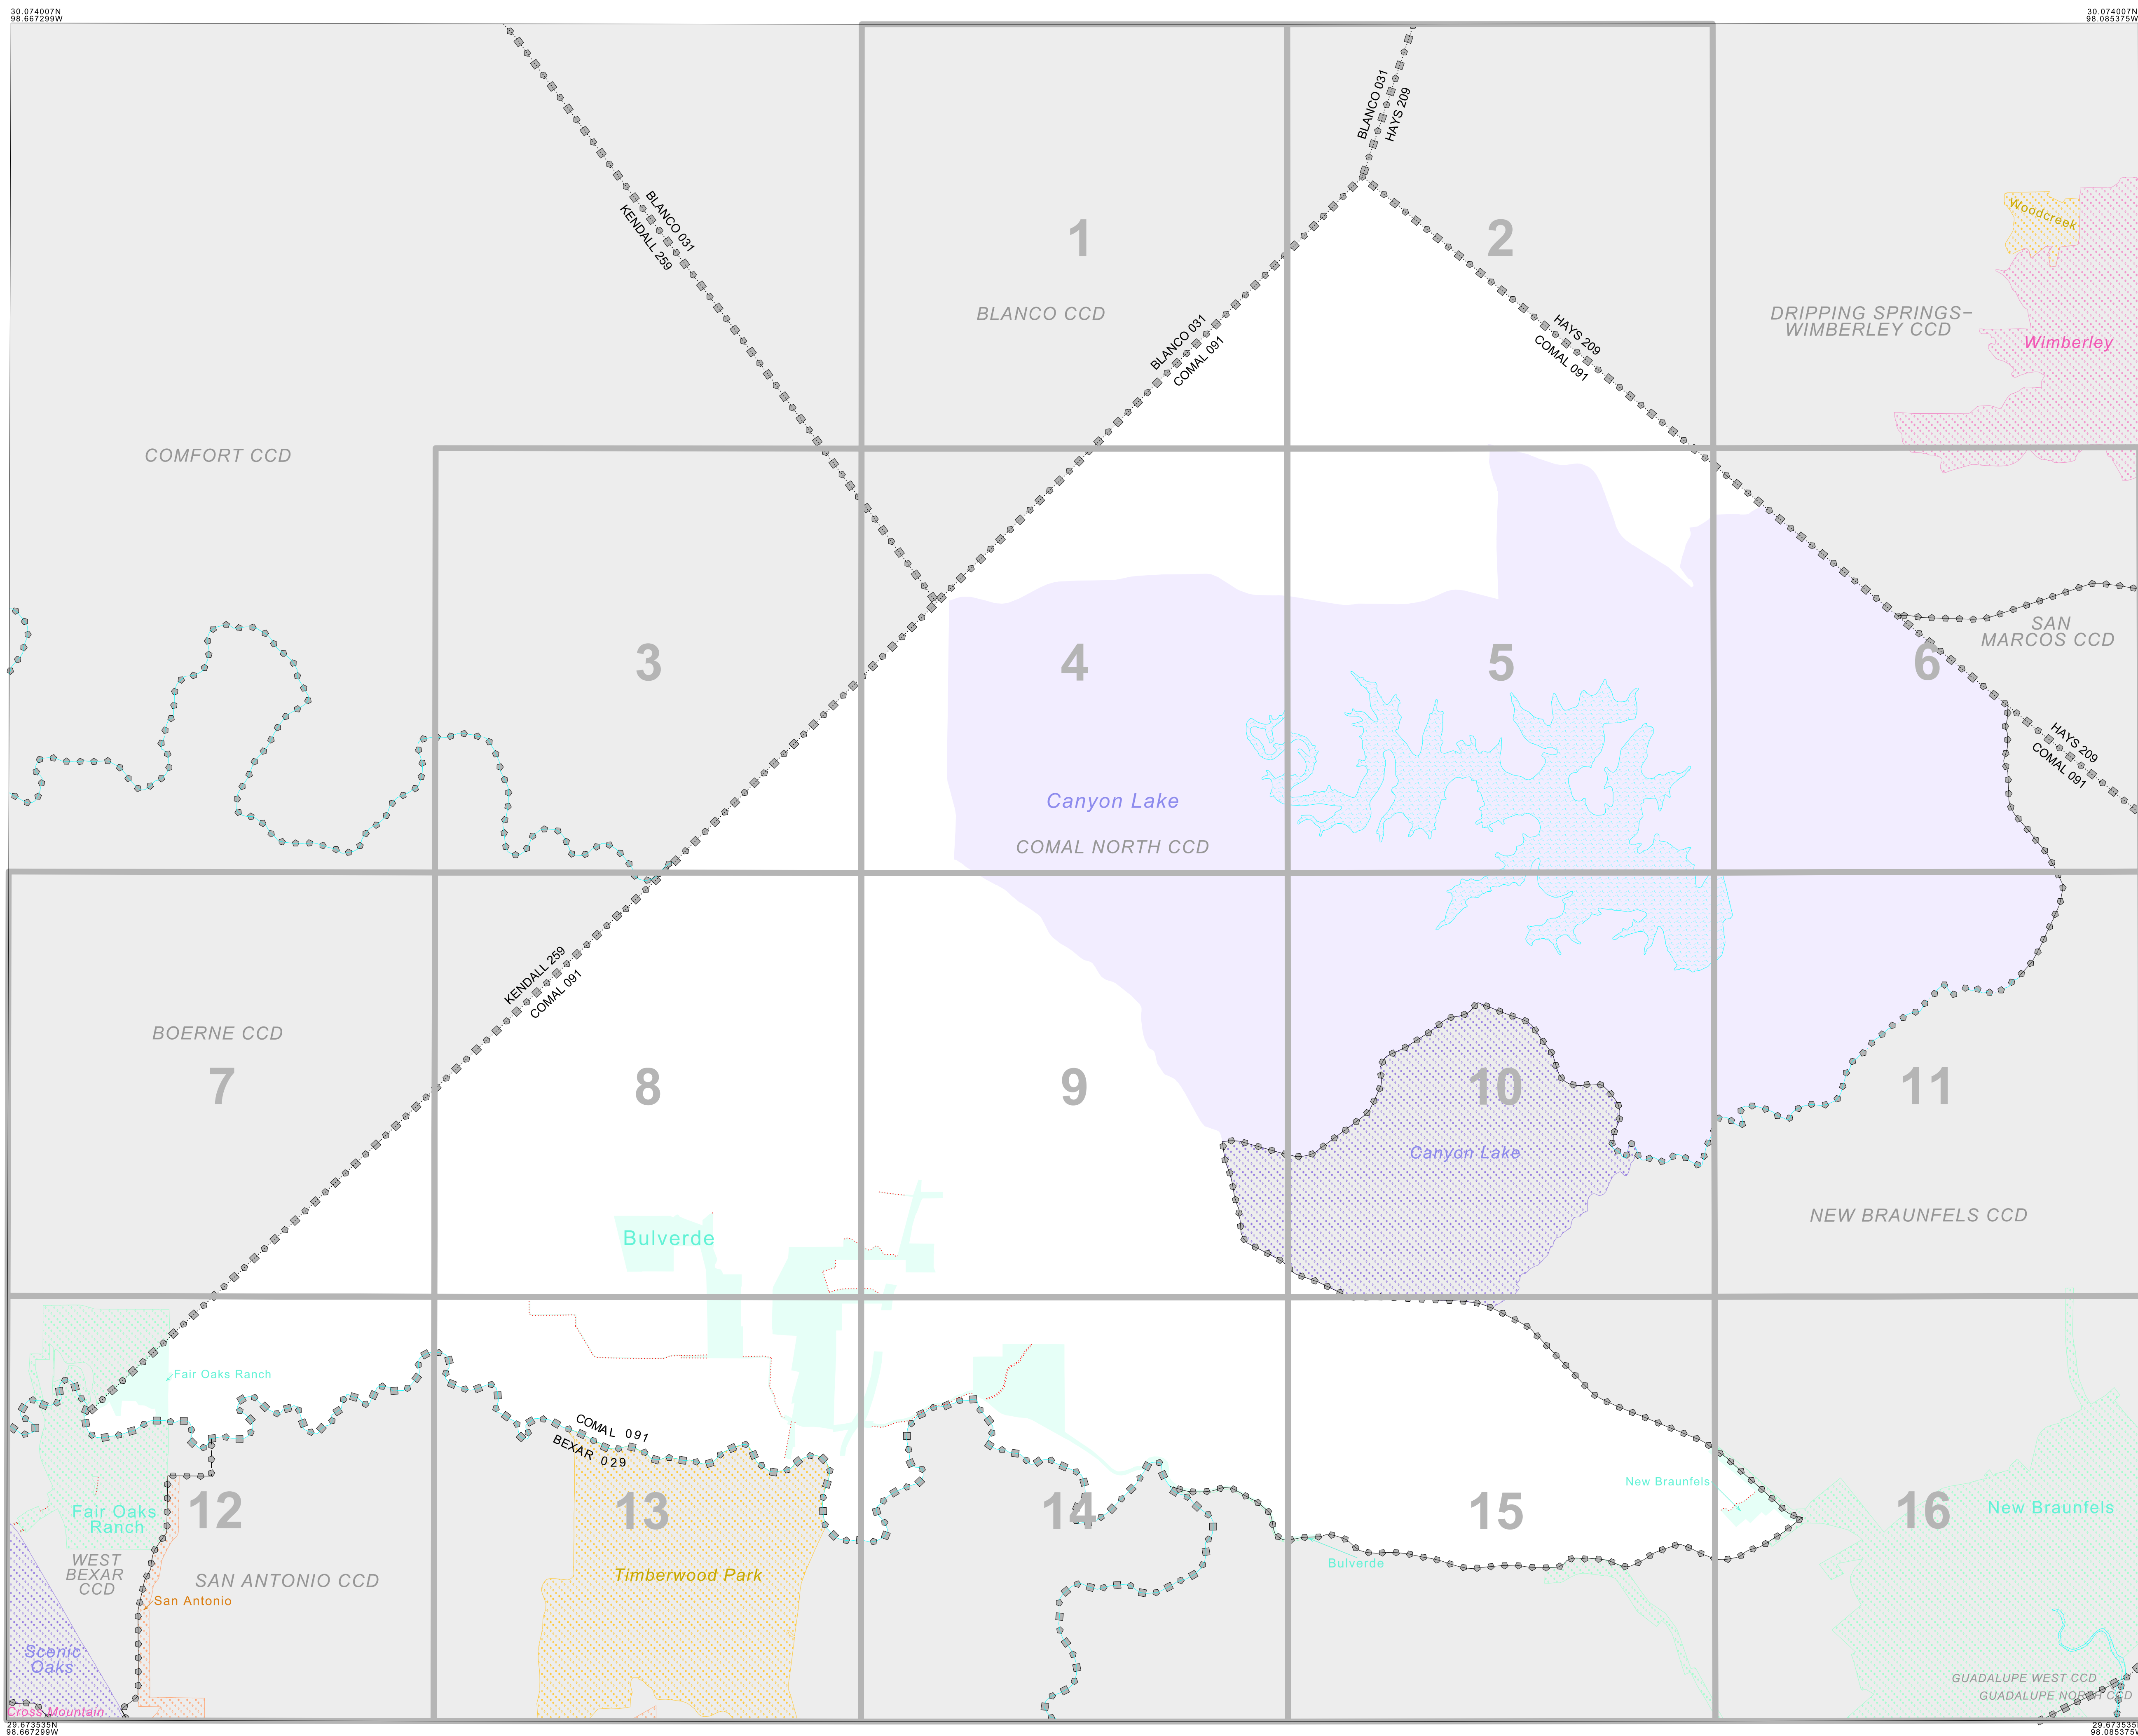 30.074007N
98.667299W
30.074007N
98.085375W
BLANCO 031
HAYS 209
BLANCO 031
KENDALL 259
1
2
Woodcreek
BLANCO CCD
DRIPPING SPRINGS–
WIMBERLEY CCD
Wimberley
BLANCO 031
COMAL 091
HAYS 209
COMAL 091
COMFORT CCD
SAN
MARCOS CCD
3
4
5
6
HAYS 209
COMAL 091
Canyon Lake
COMAL NORTH CCD
KENDALL 259
COMAL 091
BOERNE CCD
7
8
9
10
11
Canyon Lake
NEW BRAUNFELS CCD
Bulverde
Fair Oaks Ranch
COMAL 091
BEXAR 029
New Braunfels
Fair Oaks
Ranch
12
13
14
15
16
New Braunfels
WEST
BEXAR
CCD
SAN ANTONIO CCD
Timberwood Park
Bulverde
San Antonio
Scenic
Oaks
GUADALUPE WEST CCD
GUADALUPE NORTH CCD
Cross Mountain
29.673535N
98.667299W
29.673535N
98.085375W